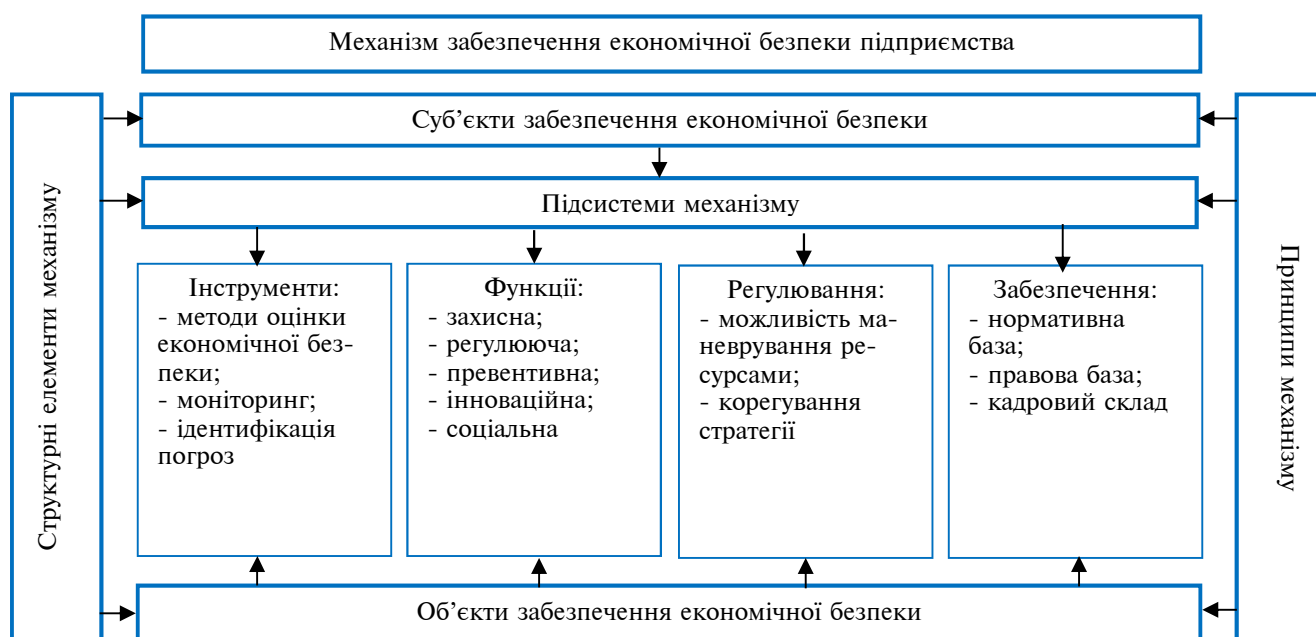 Механізм забезпечення економічної безпеки підприємства
Суб’єкти забезпечення економічної безпеки
Підсистеми механізму
Структурні елементи механізму
Інструменти:
- методи оцінки
економічної без-
пеки;
- моніторинг;
- ідентифікація
погроз
Функції:
- захисна;
- регулююча;
- превентивна;
- інноваційна;
- соціальна
Регулювання:
- можливість ма-
неврування ре-
сурсами;
- корегування
стратегії
Забезпечення:
- нормативна
база;
- правова база;
- кадровий склад
Принципи механізму
Об’єкти забезпечення економічної безпеки